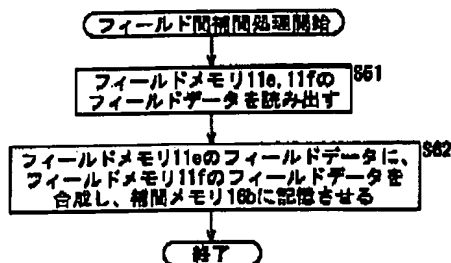 フィールド間補間処理開始
S61
フィールドメモリ11e,11fの
フィールドデータを読み出す
S62
フィールドメモリ11eのフィールドデータに、
フィールドメモリ11fのフィールドデータを
合成し、補間メモリ16bに記憶させる
終了